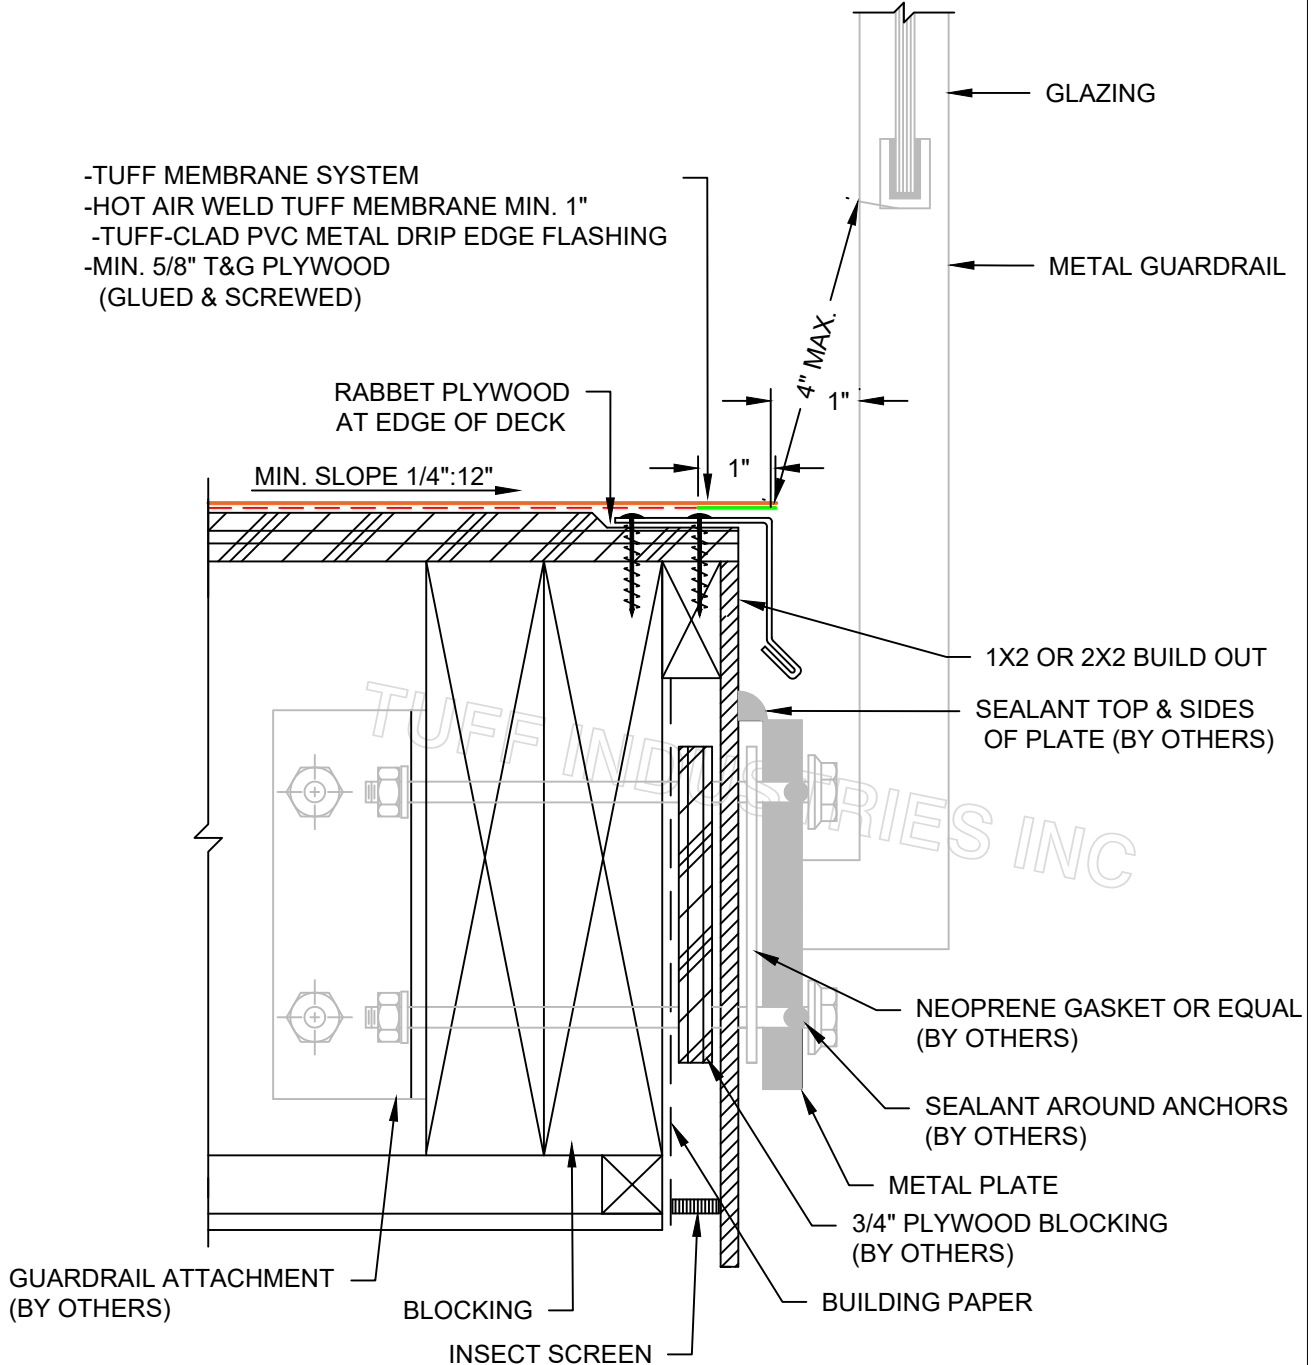 GLAZING
-TUFF MEMBRANE SYSTEM
-HOT AIR WELD TUFF MEMBRANE MIN. 1"
-TUFF-CLAD PVC METAL DRIP EDGE FLASHING
-MIN. 5/8" T&G PLYWOOD
(GLUED & SCREWED)
METAL GUARDRAIL
4" MAX.
RABBET PLYWOOD
AT EDGE OF DECK
1"
1"
MIN. SLOPE 1/4":12"
1X2 OR 2X2 BUILD OUT
SEALANT TOP & SIDES
OF PLATE (BY OTHERS)
TUFF INDUSTRIES INC
NEOPRENE GASKET OR EQUAL
(BY OTHERS)
SEALANT AROUND ANCHORS
(BY OTHERS)
METAL PLATE
3/4" PLYWOOD BLOCKING
(BY OTHERS)
GUARDRAIL ATTACHMENT
(BY OTHERS)
BLOCKING
BUILDING PAPER
INSECT SCREEN